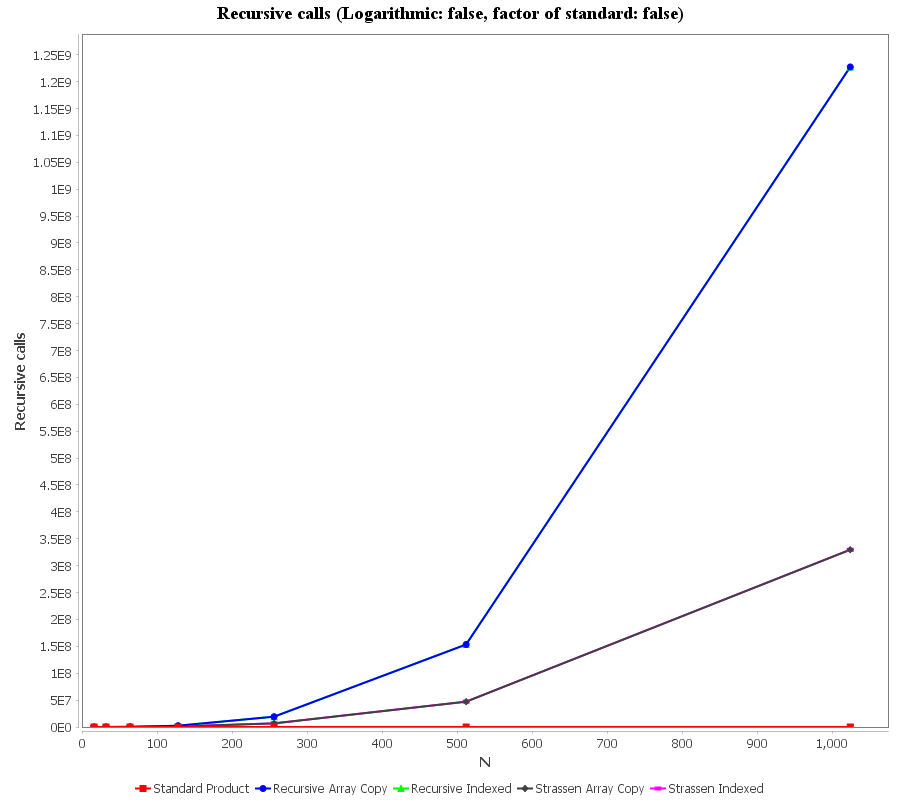 Recursive calls (Logarithmic: false, factor of standard: false)
1.25E9
1.2E9
1.15E9
1.1E9
1.05E9
1E9
9.5E8
9E8
8.5E8
8E8
7.5E8
7E8
6.5E8
6E8
5.5E8
5E8
4.5E8
4E8
3.5E8
3E8
2.5E8
2E8
1.5E8
1E8
5E7
0E0
Recursive calls
0 100 200 300 400 500 600 700 800 900 1,000
N
Standard Product Recursive Array Copy Recursive Indexed Strassen Array Copy Strassen Indexed